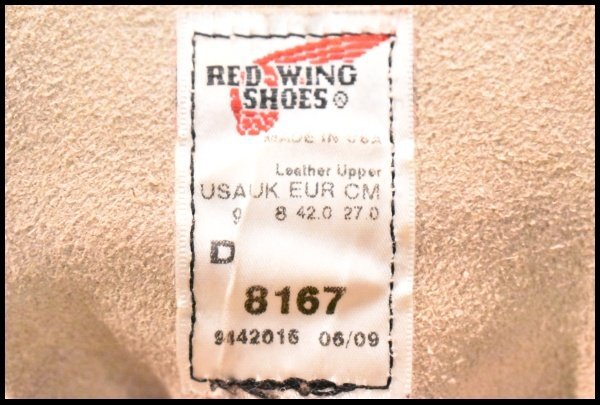 RED WING
SHOES®
MADE IN USA
Leather Upper
USA UK EUR CM
9 8 42.0 27.0
D
8167
9442016 06/09